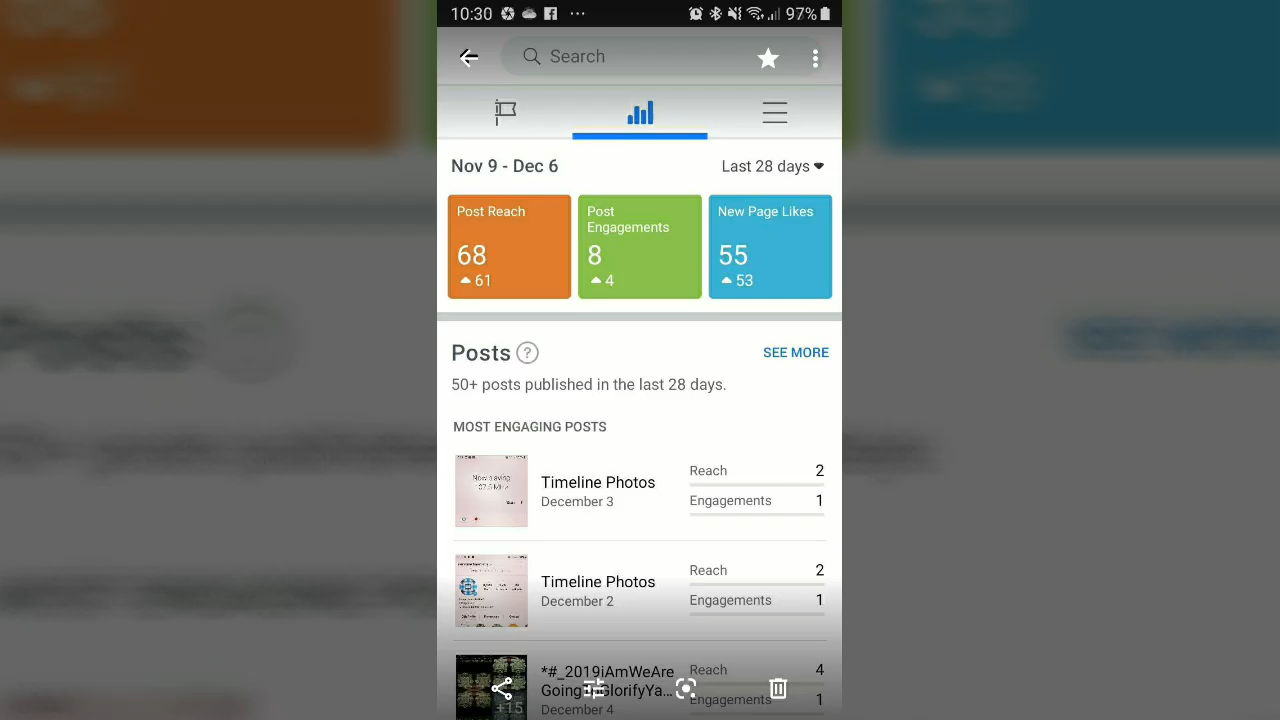 10:30 ... 97%
Search
Nov 9 - Dec 6 Last 28 days
Post Reach
68
61
Post
Engagements
8
4
New Page Likes
55
53
Posts ? SEE MORE
50+ posts published in the last 28 days.
MOST ENGAGING POSTS
Timeline Photos
December 3
Reach 2
Engagements 1
Timeline Photos
December 2
Reach 2
Engagements 1
*#_2019iAmWeAre
December 4
+15
Reach 4
Engagements 1